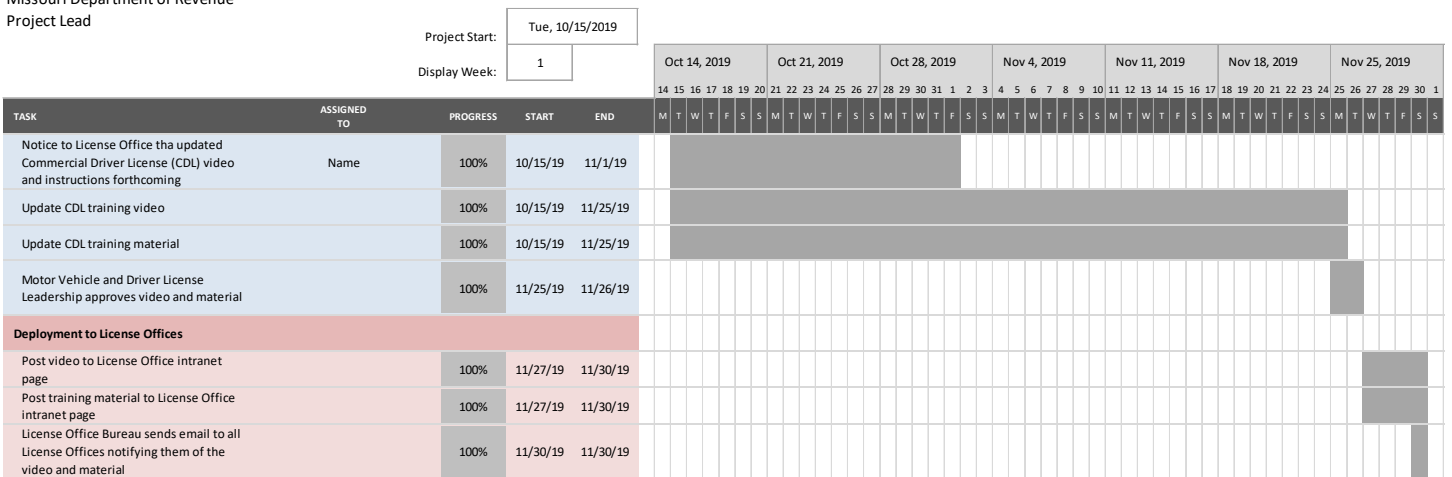 Missouri Department of Revenue
Project Lead
Project Start: Tue, 10/15/2019
Display Week: 1
Oct 14, 2019 Oct 21, 2019 Oct 28, 2019 Nov 4, 2019 Nov 11, 2019 Nov 18, 2019 Nov 25, 2019
14 15 16 17 18 19 20 21 22 23 24 25 26 27 28 29 30 31 1 2 3 4 5 6 7 8 9 10 11 12 13 14 15 16 17 18 19 20 21 22 23 24 25 26 27 28 29 30 1
TASK ASSIGNED TO PROGRESS START END M T W T F S S M T W T F S S M T W T F S S M T W T F S S M T W T F S S M T W T F S S M T W T F S S
Notice to License Office tha updated
Commercial Driver License (CDL) video Name 100% 10/15/19 11/1/19
and instructions forthcoming
Update CDL training video 100% 10/15/19 11/25/19
Update CDL training material 100% 10/15/19 11/25/19
Motor Vehicle and Driver License
Leadership approves video and material 100% 11/25/19 11/26/19
Deployment to License Offices
Post video to License Office intranet
page 100% 11/27/19 11/30/19
Post training material to License Office
intranet page 100% 11/27/19 11/30/19
License Office Bureau sends email to all
License Offices notifying them of the 100% 11/30/19 11/30/19
video and material